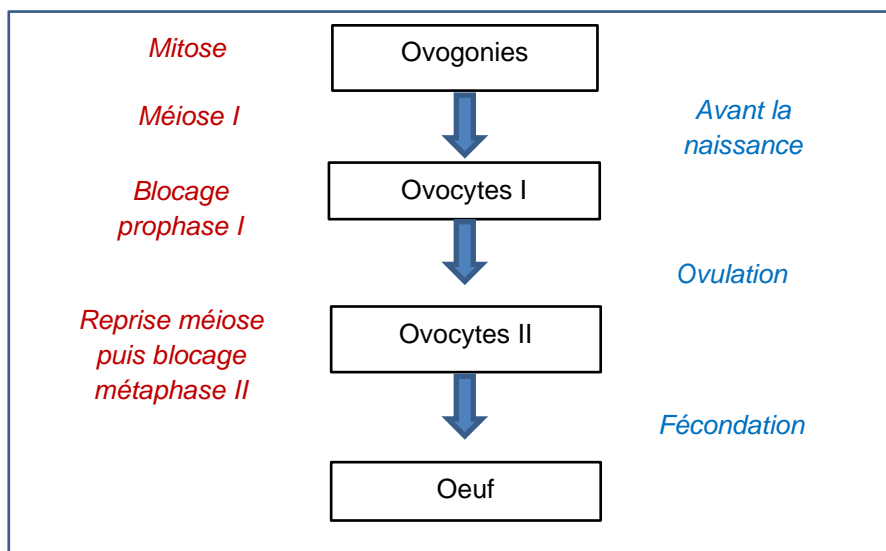 Mitose
Ovogonies
Méiose I
Avant la
naissance
Blocage
prophase I
Ovocytes I
Ovulation
Reprise méiose
puis blocage
métaphase II
Ovocytes II
Fécondation
Oeuf